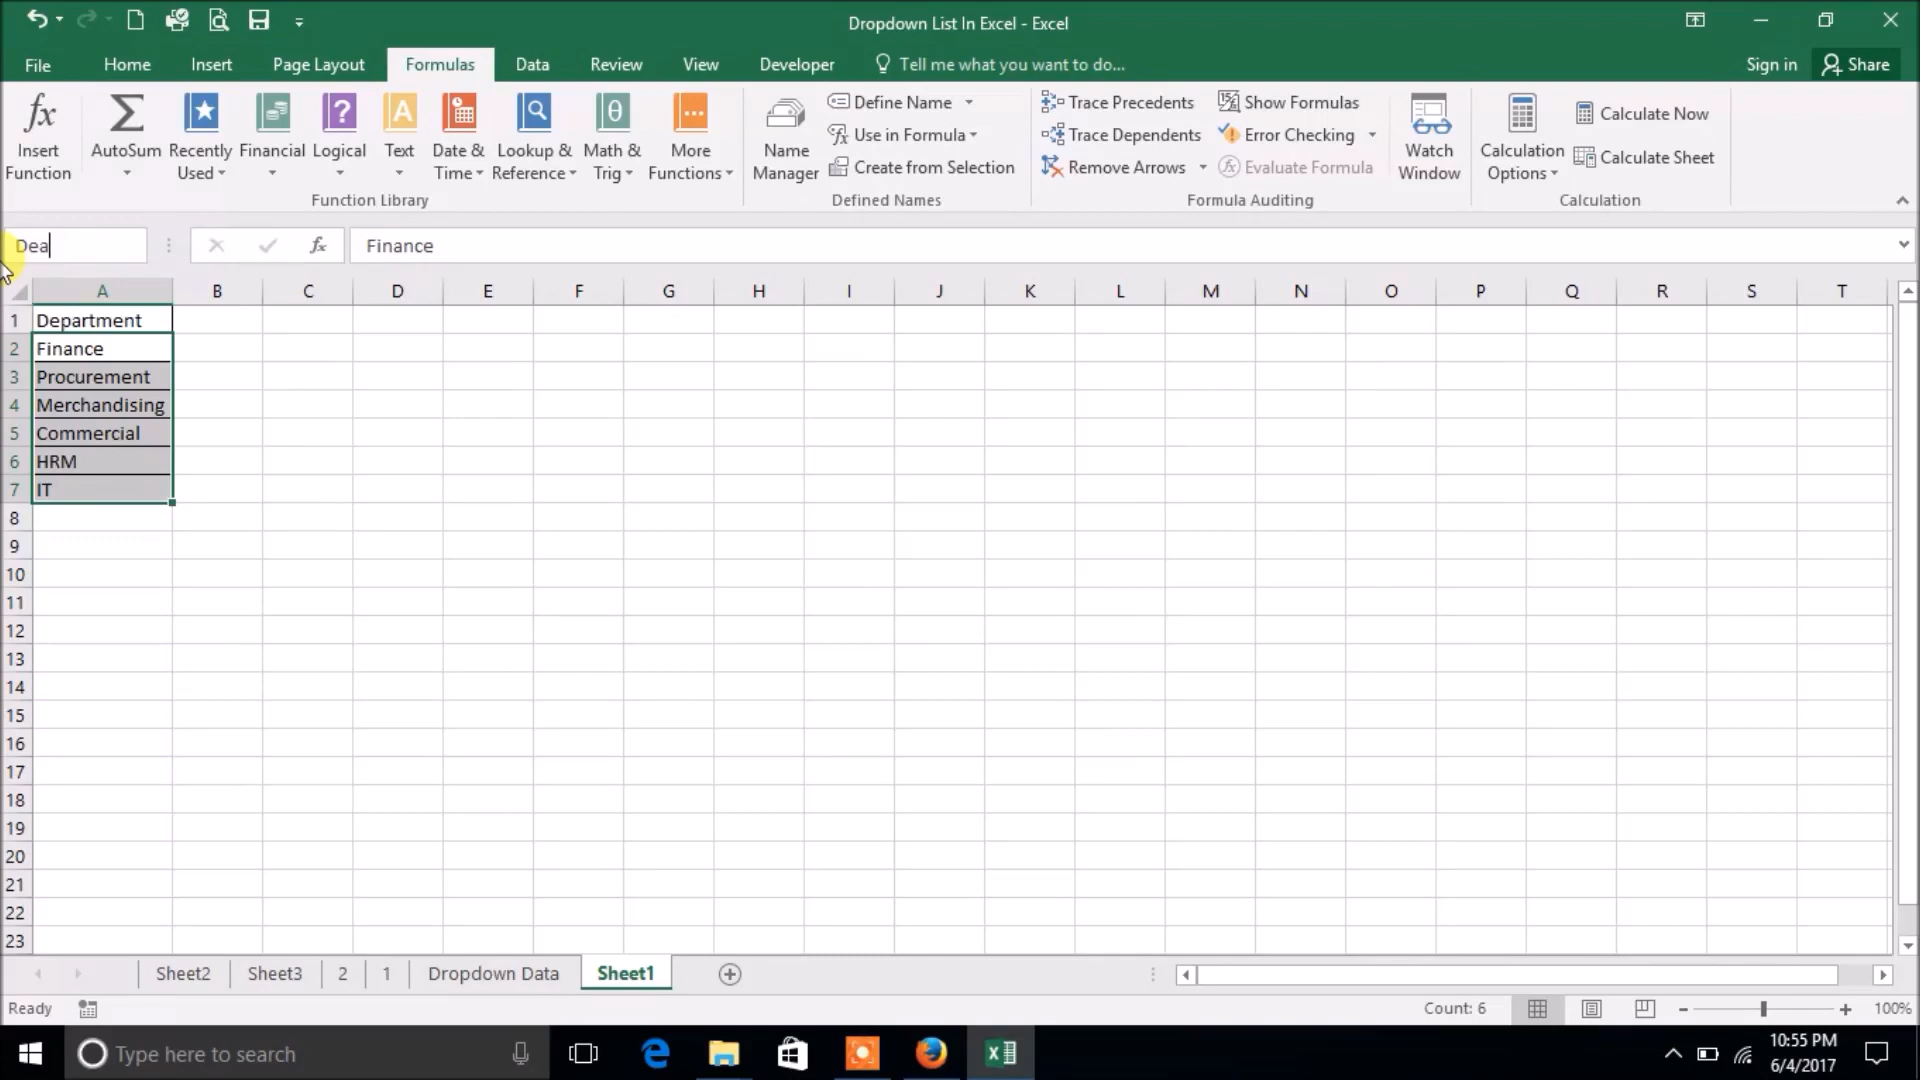 Dropdown List In Excel - Excel
File Home Insert Page Layout Formulas Data Review View Developer Tell me what you want to do... Sign in Share
fx
Insert Function
AutoSum
Recently Used
Financial
Logical
Text
Date & Time
Lookup & Reference
Math & Trig
More Functions
Function Library
Name Manager
Define Name
Use in Formula
Create from Selection
Defined Names
Trace Precedents
Trace Dependents
Remove Arrows
Show Formulas
Error Checking
Evaluate Formula
Formula Auditing
Watch Window
Calculation Options
Calculate Now
Calculate Sheet
Calculation
Dea fx Finance
A B C D E F G H I J K L M N O P Q R S T
1 Department
2 Finance
3 Procurement
4 Merchandising
5 Commercial
6 HRM
7 IT
8
9
10
11
12
13
14
15
16
17
18
19
20
21
22
23
Sheet2 Sheet3 2 1 Dropdown Data Sheet1
Ready Count: 6 100%
Type here to search
10:55 PM
6/4/2017